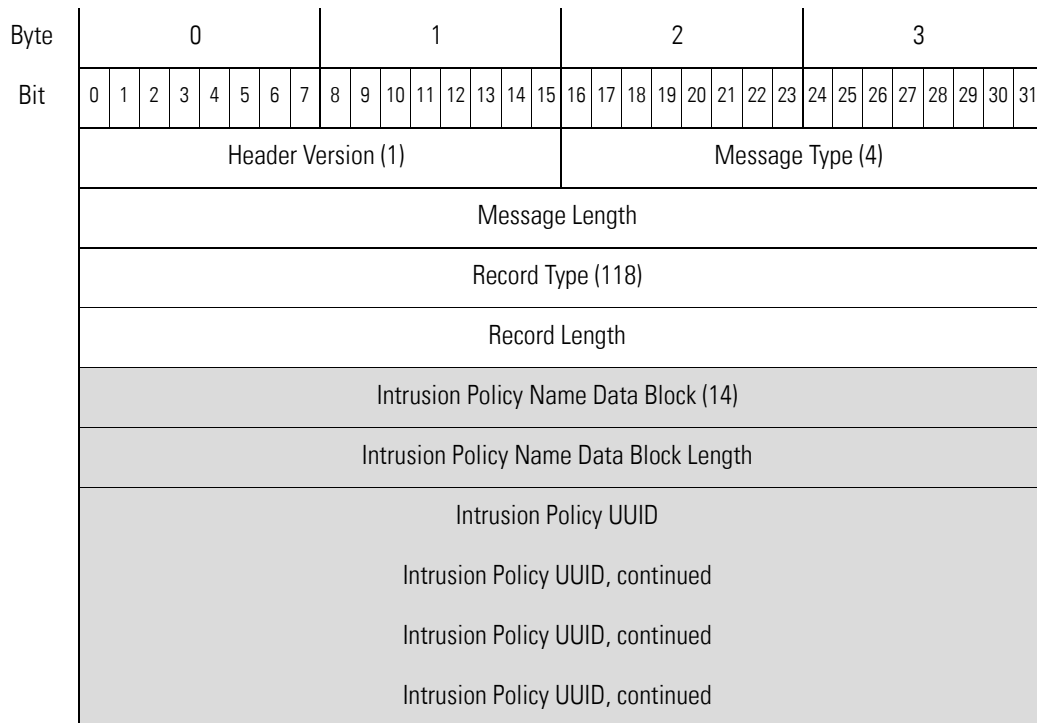 Byte 0 1 2 3
Bit 0 1 2 3 4 5 6 7 8 9 10 11 12 13 14 15 16 17 18 19 20 21 22 23 24 25 26 27 28 29 30 31
Header Version (1) Message Type (4)
Message Length
Record Type (118)
Record Length
Intrusion Policy Name Data Block (14)
Intrusion Policy Name Data Block Length
Intrusion Policy UUID
Intrusion Policy UUID, continued
Intrusion Policy UUID, continued
Intrusion Policy UUID, continued